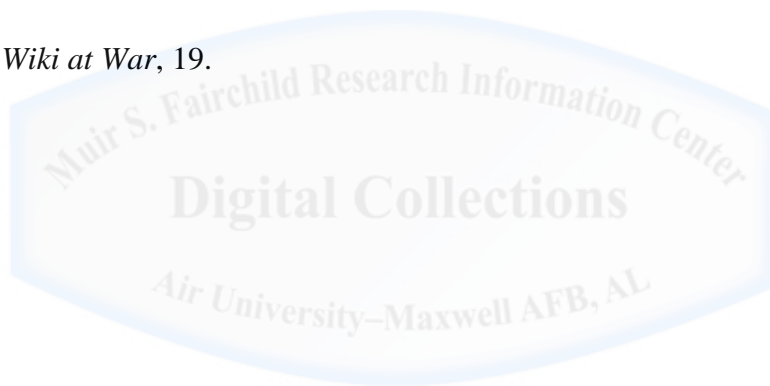 Wiki at War, 19.
Muir S. Fairchild Research Information Center
Digital Collections
Air University–Maxwell AFB, AL